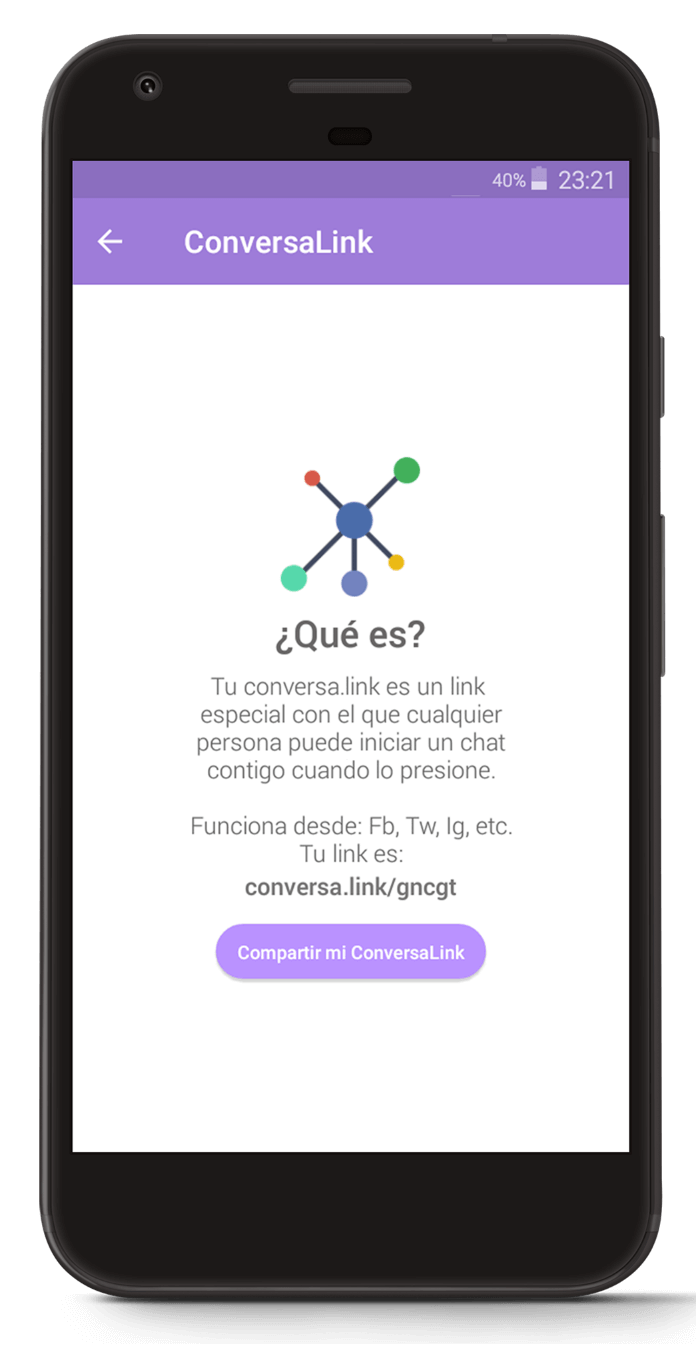 40% 23:21
ConversaLink
¿Qué es?
Tu conversa.link es un link
especial con el que cualquier
persona puede iniciar un chat
contigo cuando lo presione.
Funciona desde: Fb, Tw, Ig, etc.
Tu link es:
conversa.link/gncgt
Compartir mi ConversaLink